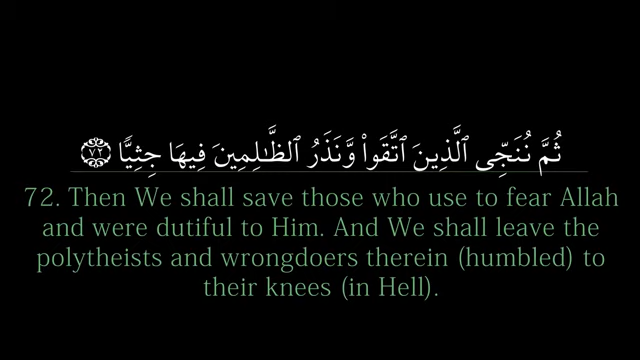 ثُمَّ نُنَجِّى ٱلَّذِينَ ٱتَّقَوا۟ وَّنَذَرُ ٱلظَّـٰلِمِينَ فِيهَا جِثِيًّا ٧٢
72. Then We shall save those who use to fear Allah
and were dutiful to Him. And We shall leave the
polytheists and wrongdoers therein (humbled) to
their knees (in Hell).